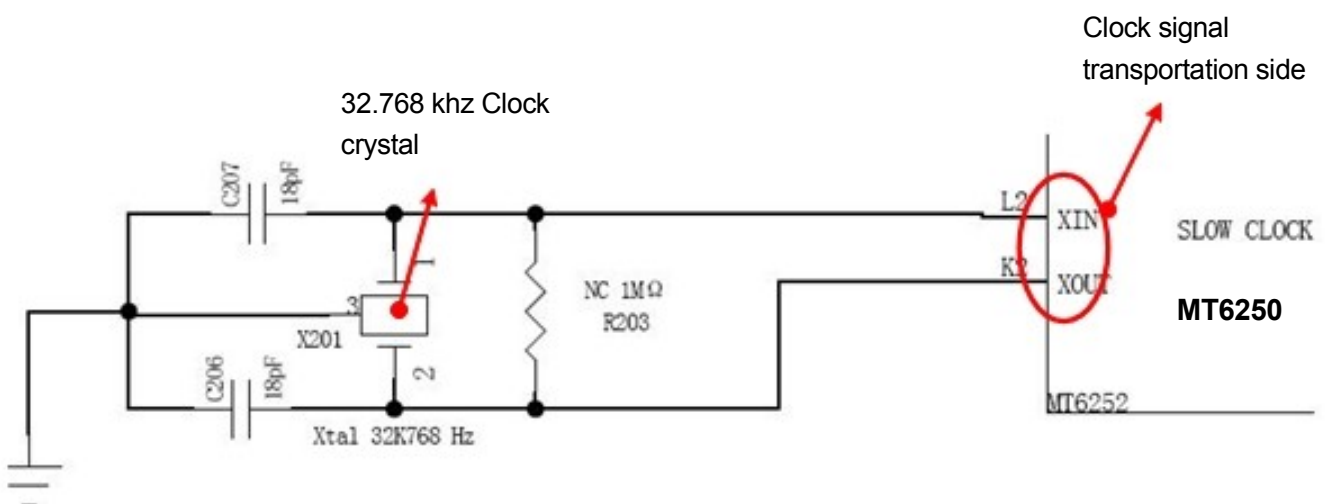 Clock signal
transportation side
32.768 khz Clock
crystal
C207
18pF
L2
XIN
SLOW CLOCK
1
K2
XOUT
NC 1MΩ
R203
3
MT6250
X201
C206
18pF
2
MT6252
Xtal 32K768 Hz